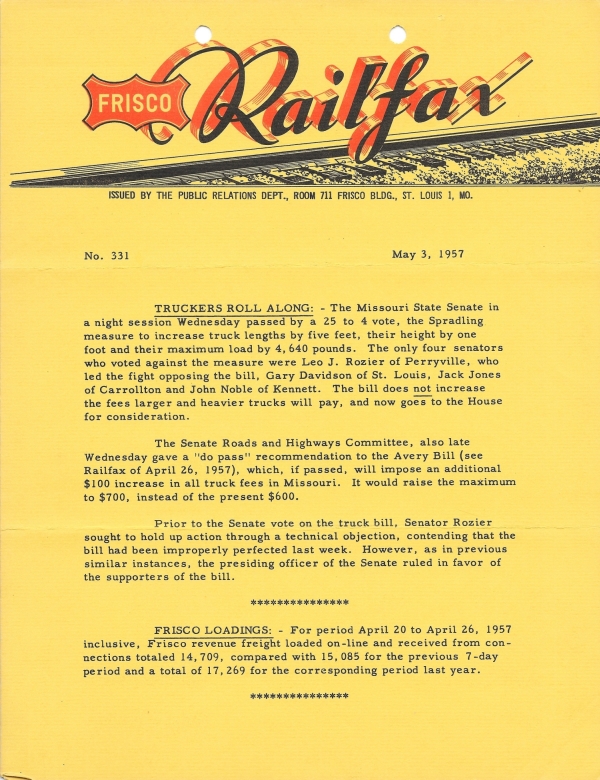 FRISCO Railfax
ISSUED BY THE PUBLIC RELATIONS DEPT., ROOM 711 FRISCO BLDG., ST. LOUIS 1, MO.
No. 331 May 3, 1957
TRUCKERS ROLL ALONG: - The Missouri State Senate in
a night session Wednesday passed by a 25 to 4 vote, the Spradling
measure to increase truck lengths by five feet, their height by one
foot and their maximum load by 4,640 pounds. The only four senators
who voted against the measure were Leo J. Rozier of Perryville, who
led the fight opposing the bill, Gary Davidson of St. Louis, Jack Jones
of Carrollton and John Noble of Kennett. The bill does not increase
the fees larger and heavier trucks will pay, and now goes to the House
for consideration.
The Senate Roads and Highways Committee, also late
Wednesday gave a "do pass" recommendation to the Avery Bill (see
Railfax of April 26, 1957), which, if passed, will impose an additional
$100 increase in all truck fees in Missouri. It would raise the maximum
to $700, instead of the present $600.
Prior to the Senate vote on the truck bill, Senator Rozier
sought to hold up action through a technical objection, contending that the
bill had been improperly perfected last week. However, as in previous
similar instances, the presiding officer of the Senate ruled in favor of
the supporters of the bill.
***************
FRISCO LOADINGS: - For period April 20 to April 26, 1957
inclusive, Frisco revenue freight loaded on-line and received from con-
nections totaled 14,709, compared with 15,085 for the previous 7-day
period and a total of 17,269 for the corresponding period last year.
***************